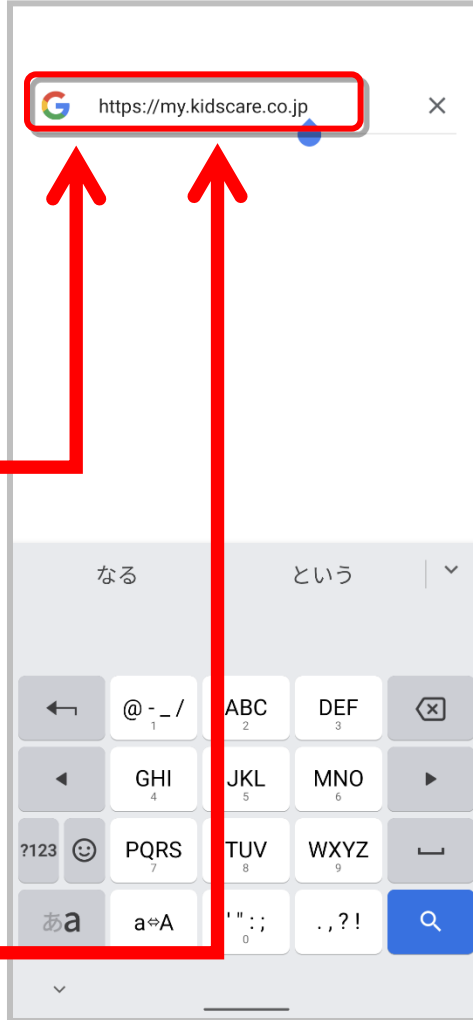 https://my.kidscare.co.jp
なる という
@ - _ / ABC DEF
1 2 3
GHI JKL MNO
4 5 6
?123 PQRS TUV WXYZ
7 8 9
あa a⇔A ' " : ; . , ? !
0